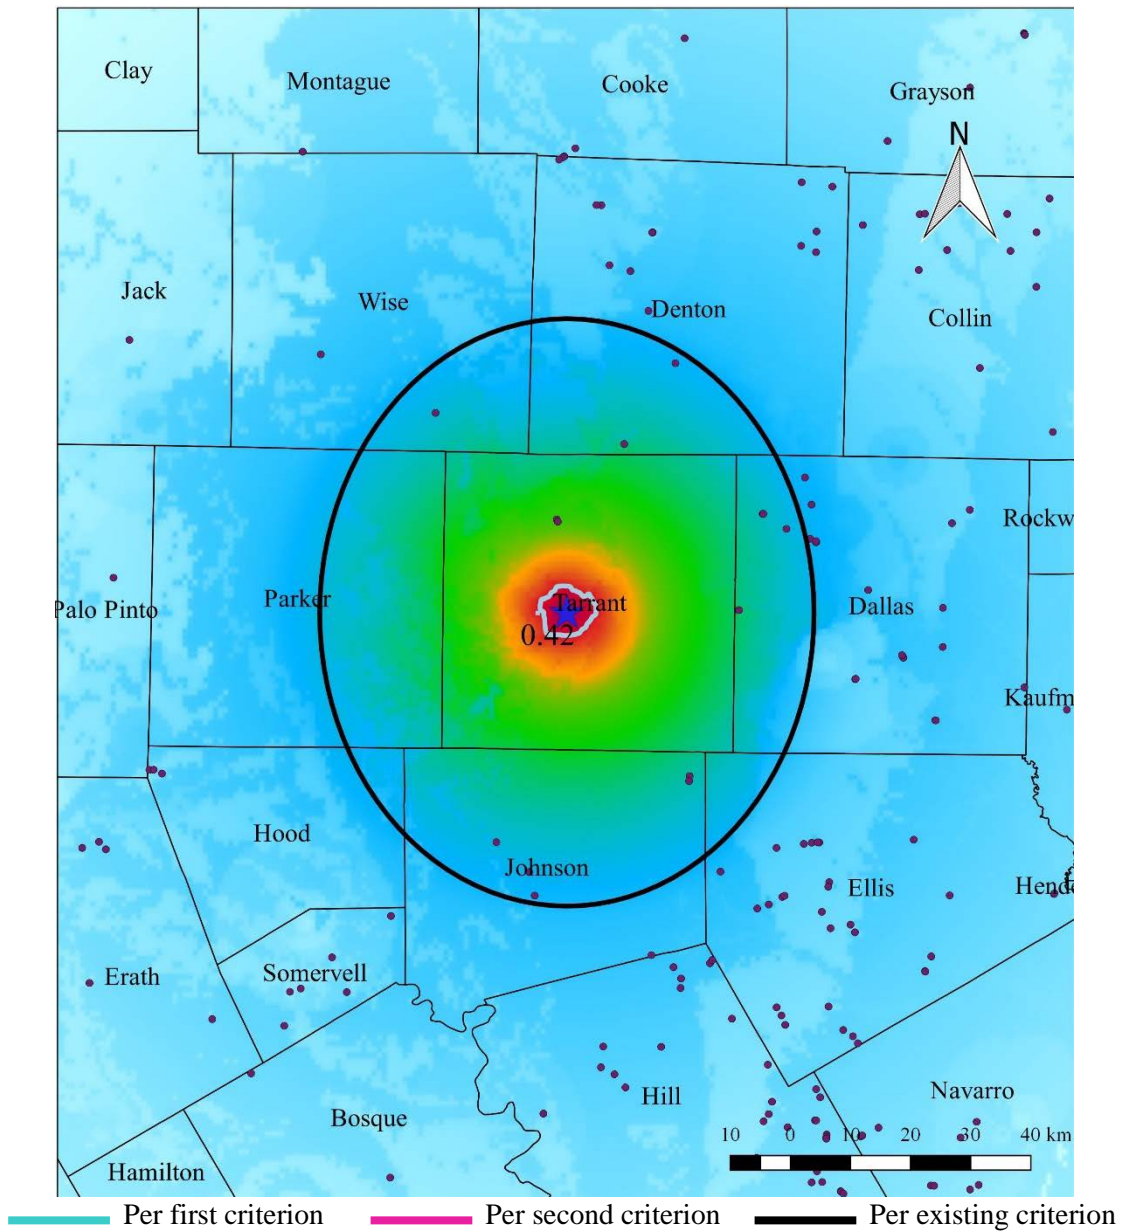 Clay
Montague
Cooke
Grayson
N
Jack
Wise
Denton
Collin
Rockw
Palo Pinto
Parker
Tarrant
Dallas
0.42
Kaufm
Hood
Johnson
Ellis
Hende
Erath
Somervell
Hill
Navarro
Bosque
10 0 10 20 30 40 km
Hamilton
Per first criterion Per second criterion Per existing criterion